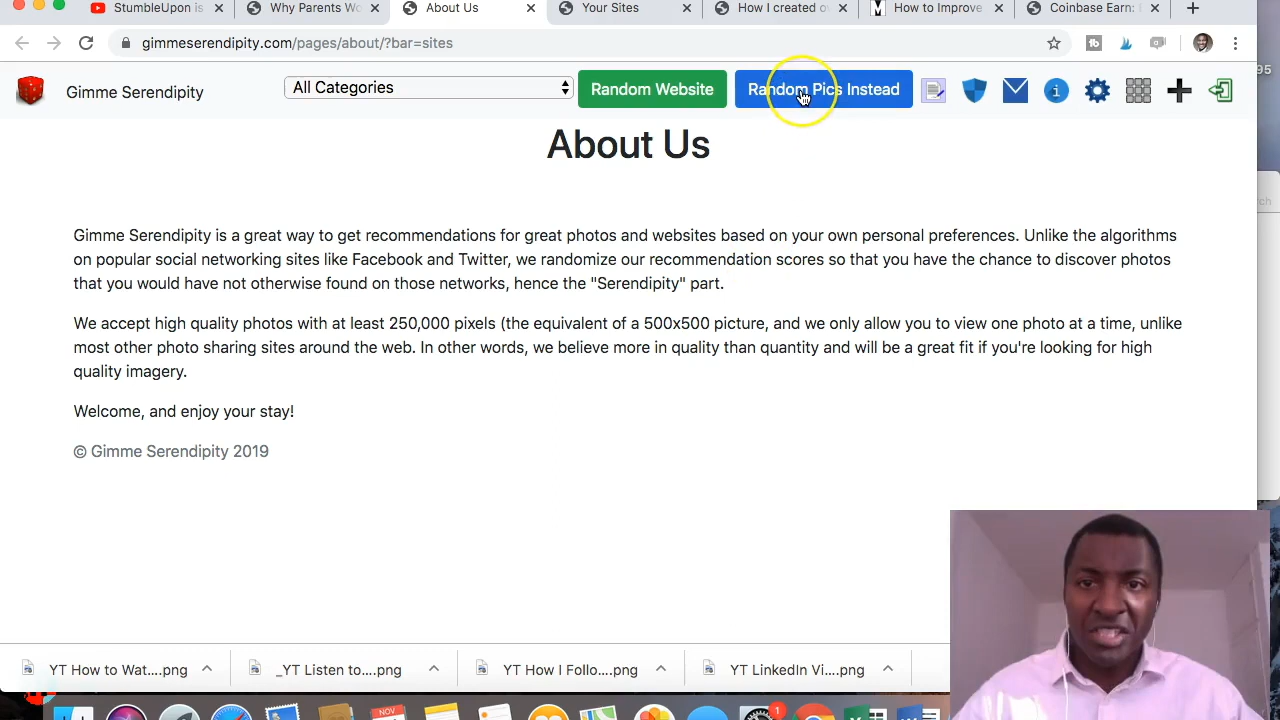 StumbleUpon is
Why Parents Wo
About Us
Your Sites
How I created ov
How to Improve
Coinbase Earn:
gimmeserendipity.com/pages/about/?bar=sites
95
Gimme Serendipity
All Categories
Random Website
Random Pics Instead
About Us
rch
Gimme Serendipity is a great way to get recommendations for great photos and websites based on your own personal preferences. Unlike the algorithms
on popular social networking sites like Facebook and Twitter, we randomize our recommendation scores so that you have the chance to discover photos
that you would have not otherwise found on those networks, hence the "Serendipity" part.
We accept high quality photos with at least 250,000 pixels (the equivalent of a 500x500 picture, and we only allow you to view one photo at a time, unlike
most other photo sharing sites around the web. In other words, we believe more in quality than quantity and will be a great fit if you're looking for high
quality imagery.
Welcome, and enjoy your stay!
© Gimme Serendipity 2019
YT How to Wat....png
_YT Listen to....png
YT How I Follo....png
YT LinkedIn Vi....png
NOV
1